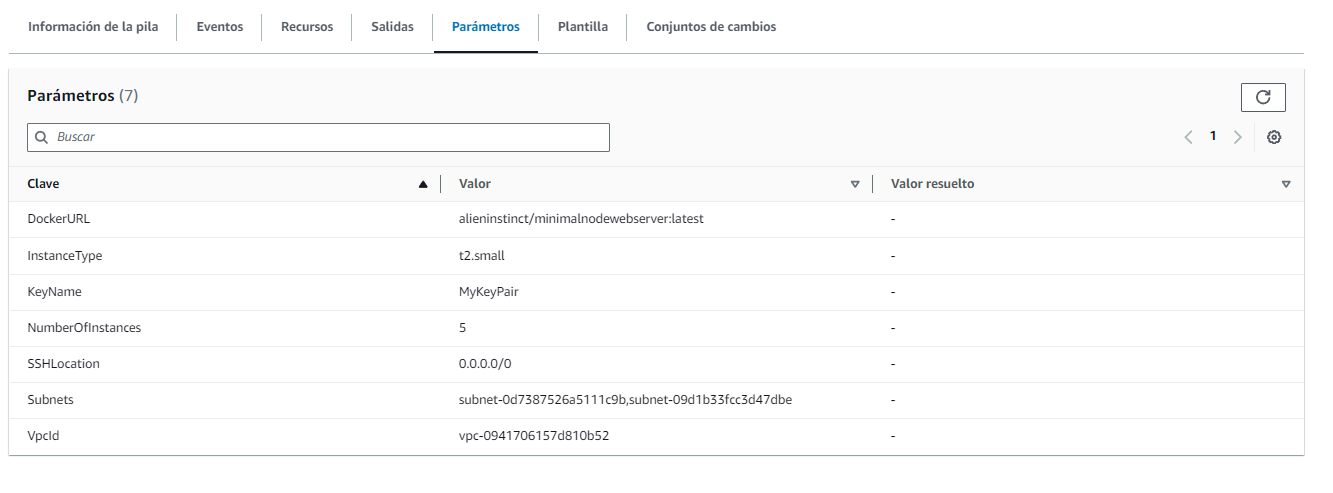 Información de la pila Eventos Recursos Salidas Parámetros Plantilla Conjuntos de cambios
Parámetros (7)
Buscar
1
Clave Valor Valor resuelto
DockerURL alieninstinct/minimalnodewebserver:latest -
InstanceType t2.small -
KeyName MyKeyPair -
NumberOfInstances 5 -
SSHLocation 0.0.0.0/0 -
Subnets subnet-0d7387526a5111c9b,subnet-09d1b33fcc3d47dbe -
VpcId vpc-0941706157d810b52 -